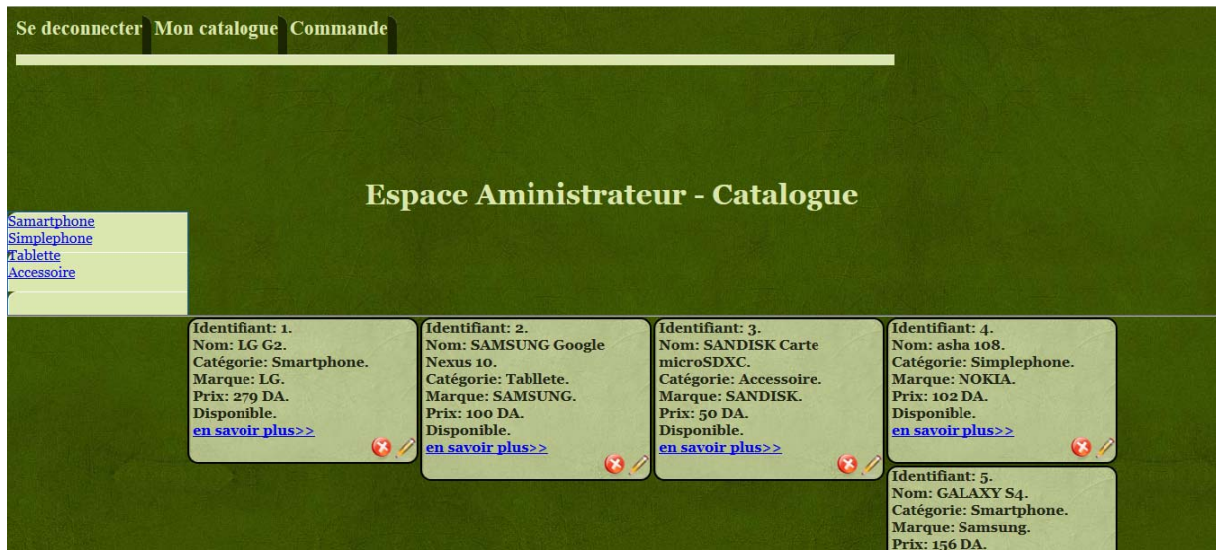 Se deconnecter Mon catalogue Commande
Espace Aministrateur - Catalogue
Samartphone
Simplephone
Tablette
Accessoire
Identifiant: 1.
Nom: LG G2.
Catégorie: Smartphone.
Marque: LG.
Prix: 279 DA.
Disponible.
en savoir plus>>
Identifiant: 2.
Nom: SAMSUNG Google
Nexus 10.
Catégorie: Tabllete.
Marque: SAMSUNG.
Prix: 100 DA.
Disponible.
en savoir plus>>
Identifiant: 3.
Nom: SANDISK Carte
microSDXC.
Catégorie: Accessoire.
Marque: SANDISK.
Prix: 50 DA.
Disponible.
en savoir plus>>
Identifiant: 4.
Nom: asha 108.
Catégorie: Simplephone.
Marque: NOKIA.
Prix: 102 DA.
Disponible.
en savoir plus>>
Identifiant: 5.
Nom: GALAXY S4.
Catégorie: Smartphone.
Marque: Samsung.
Prix: 156 DA.